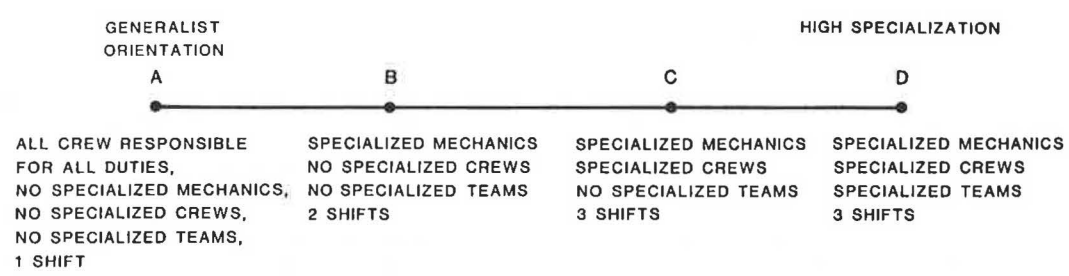 GENERALIST
ORIENTATION
HIGH SPECIALIZATION
A
B
C
D
ALL CREW RESPONSIBLE
FOR ALL DUTIES,
NO SPECIALIZED MECHANICS,
NO SPECIALIZED CREWS,
NO SPECIALIZED TEAMS,
1 SHIFT
SPECIALIZED MECHANICS
NO SPECIALIZED CREWS
NO SPECIALIZED TEAMS
2 SHIFTS
SPECIALIZED MECHANICS
SPECIALIZED CREWS
NO SPECIALIZED TEAMS
3 SHIFTS
SPECIALIZED MECHANICS
SPECIALIZED CREWS
SPECIALIZED TEAMS
3 SHIFTS